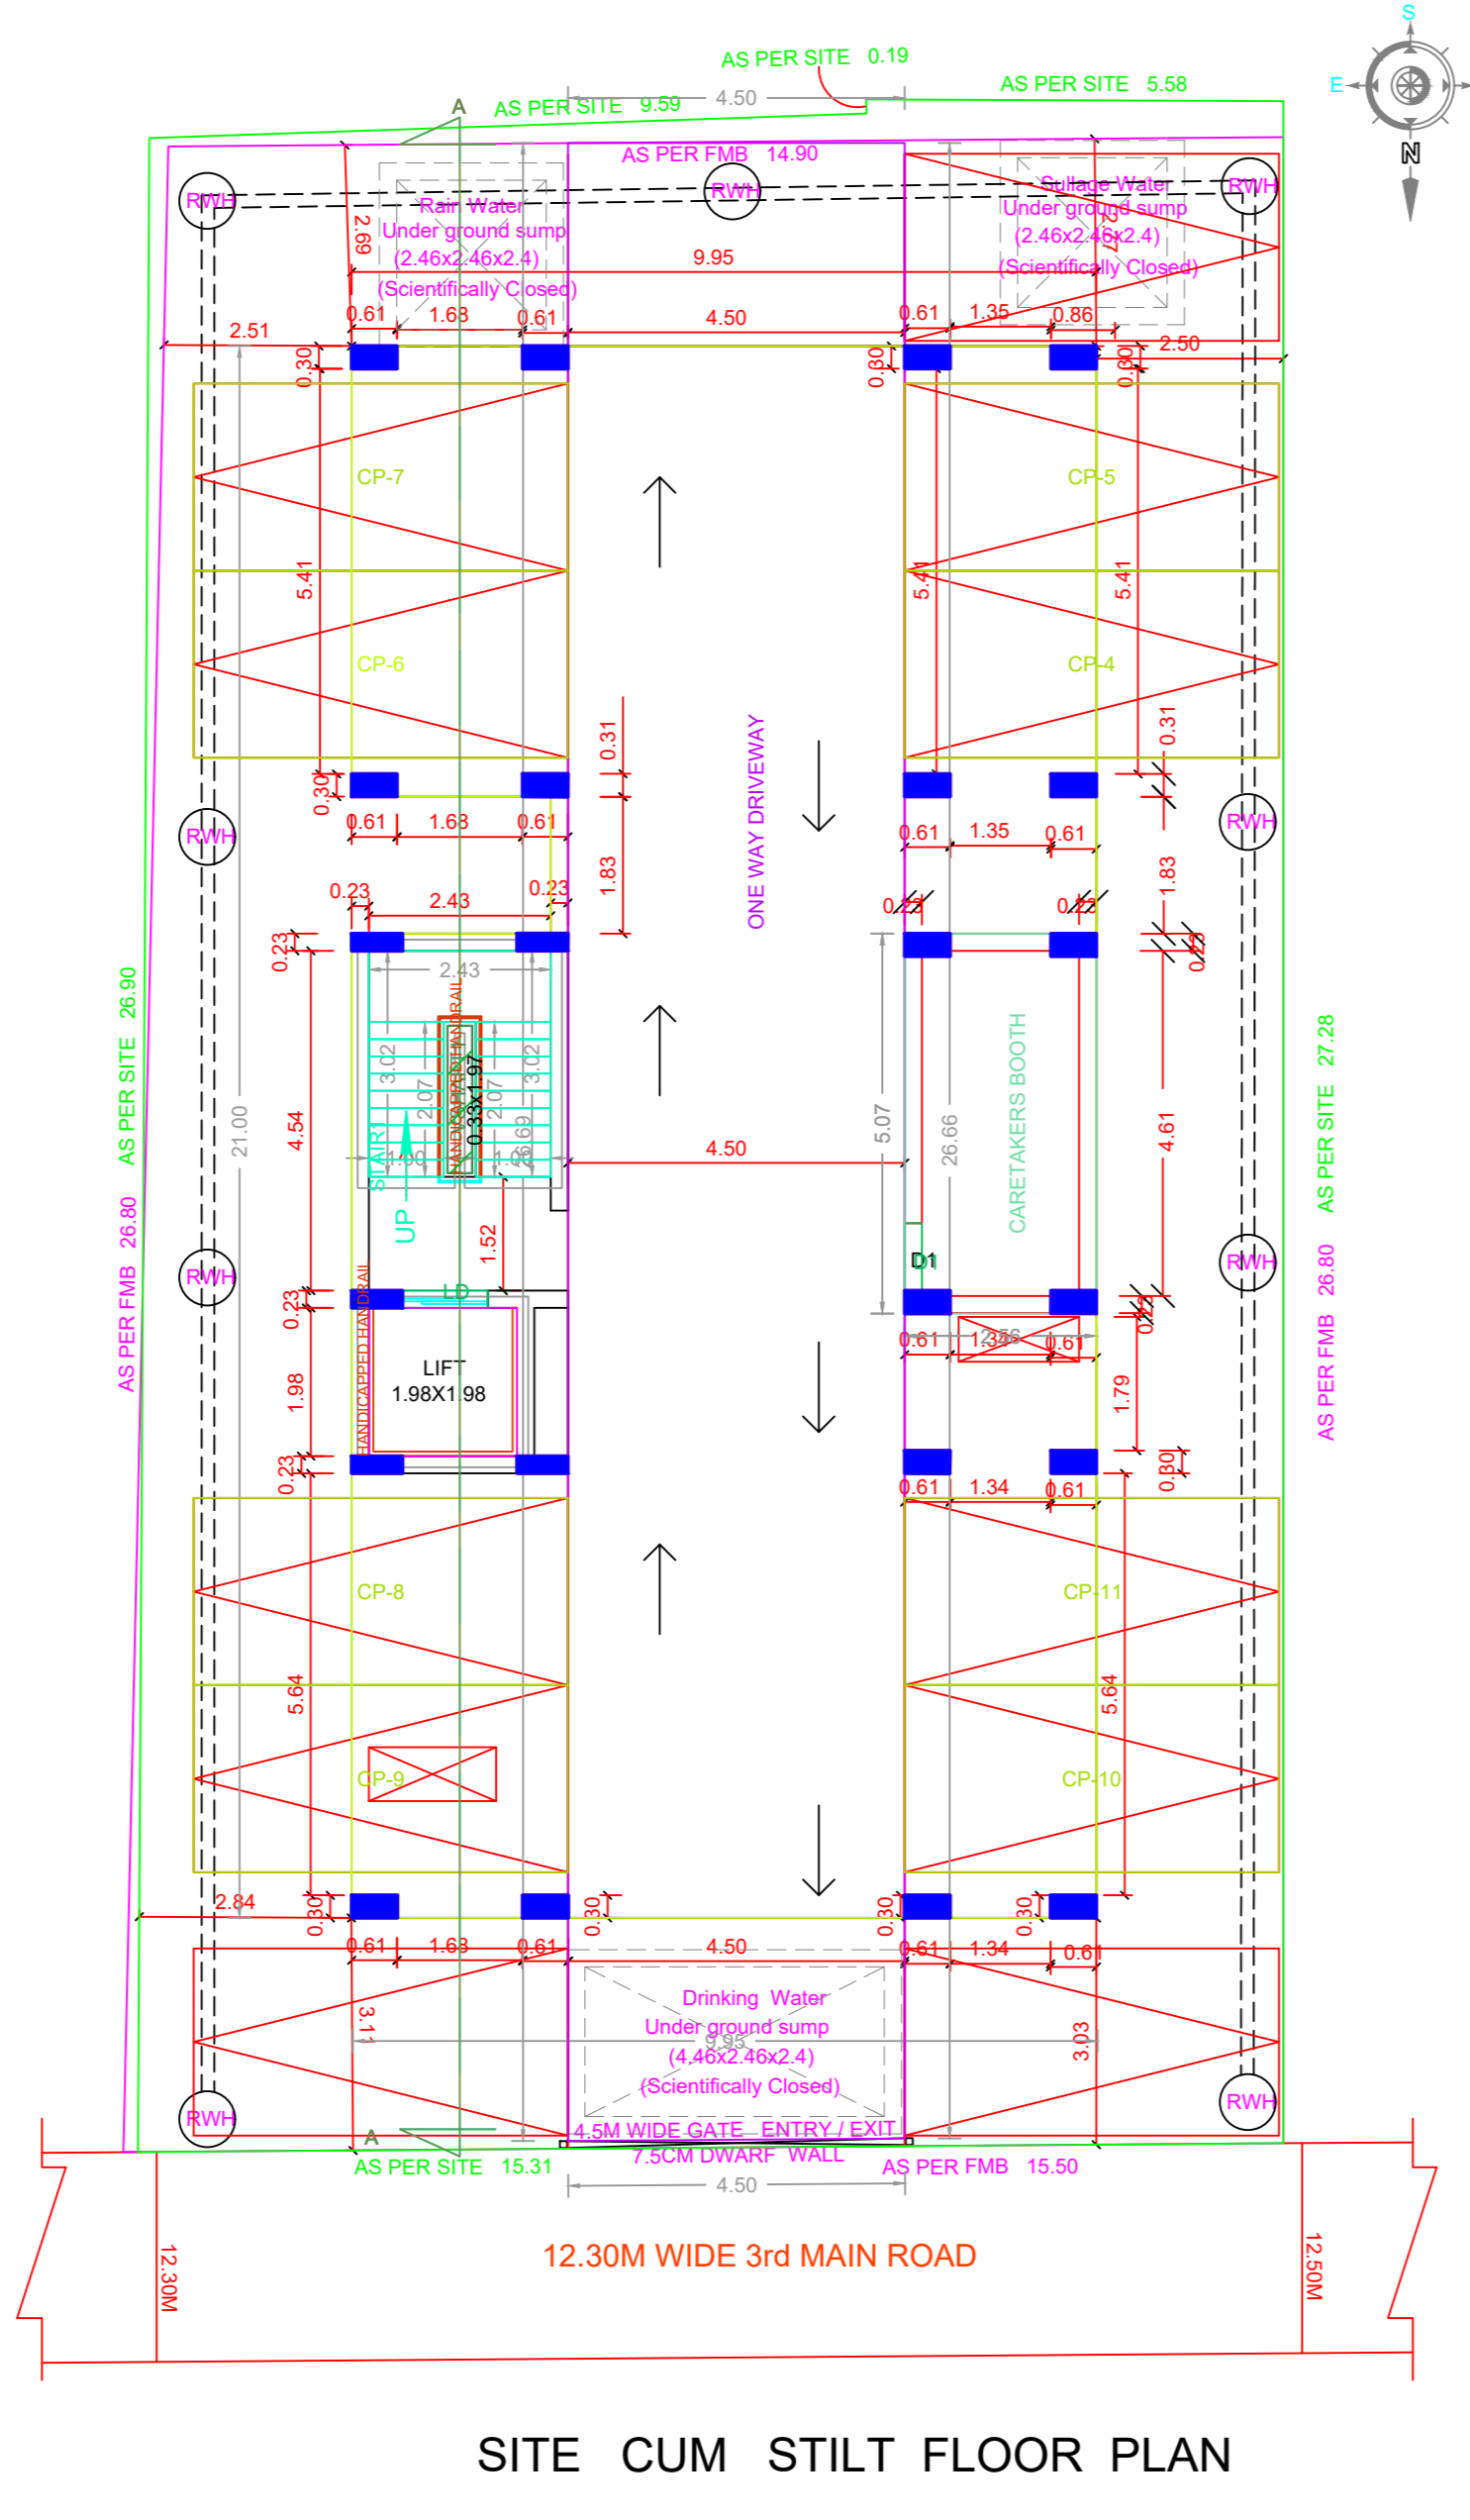 S
E
N
AS PER SITE 0.19
AS PER SITE 5.58
4.50
A
AS PER SITE 9.59
AS PER FMB 14.90
RWH
RWH
RWH
Rain Water
Under ground sump
(2.46x2.46x2.4)
(Scientifically Closed)
Sullage Water
Under ground sump
(2.46x2.46x2.4)
(Scientifically Closed)
2.69
9.95
0.61
1.68
0.61
4.50
0.61
1.35
0.86
2.51
2.50
0.30
0.30
0.30
CP-7
CP-5
5.41
5.41
5.41
CP-6
CP-4
0.31
0.31
ONE WAY DRIVEWAY
0.30
RWH
RWH
0.61
1.68
0.61
0.61
1.35
0.61
1.83
1.83
0.23
2.43
0.23
0.23
0.23
0.23
0.23
2.43
AS PER SITE 26.90
AS PER FMB 26.80
21.00
4.54
3.02
2.07
HANDICAPPED HANDRAIL
0.33x1.97
2.07
3.02
26.69
UP
1.52
4.50
5.07
26.66
CARETAKERS BOOTH
4.61
AS PER SITE 27.28
AS PER FMB 26.80
D1
RWH
RWH
LD
0.23
HANDICAPPED HANDRAIL
LIFT
1.98X1.98
1.98
0.23
0.23
0.61
1.34
2.56
0.61
1.79
0.61
1.34
0.61
0.30
CP-8
CP-11
5.64
5.64
CP-9
CP-10
2.84
0.30
0.30
0.30
0.30
0.61
1.68
0.61
4.50
0.61
1.34
0.61
3.11
Drinking Water
Under ground sump
9.95
(4.46x2.46x2.4)
(Scientifically Closed)
3.03
RWH
RWH
4.5M WIDE GATE ENTRY / EXIT
A
7.5CM DWARF WALL
AS PER SITE 15.31
AS PER FMB 15.50
4.50
12.30M WIDE 3rd MAIN ROAD
12.30M
12.50M
SITE CUM STILT FLOOR PLAN